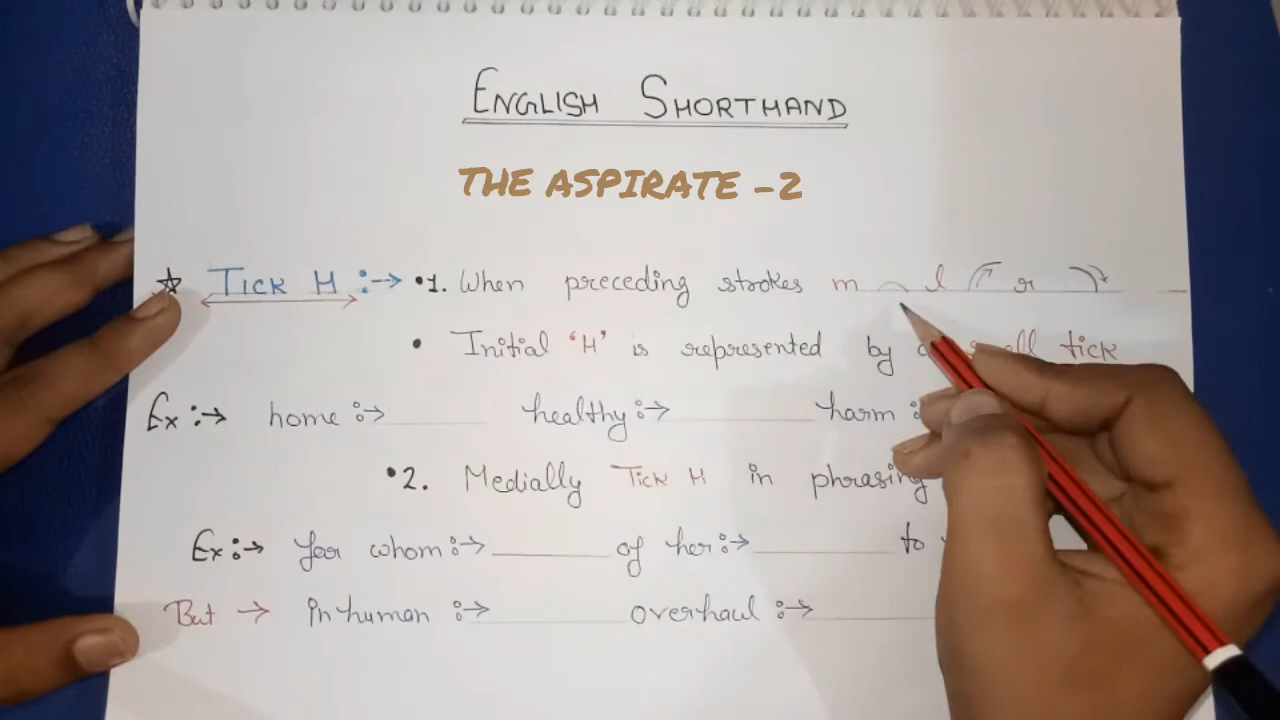 ENGLISH SHORTHAND
THE ASPIRATE -2
TICK H :→ •1. When preceding strokes m l r
• Initial 'H' is represented by tick
Ex :→ home :→ healthy :→ harm :
•2. Medially Tick H in phrasing
Ex :→ for whom :→ of her :→ to
But → inhuman :→ overhaul :→